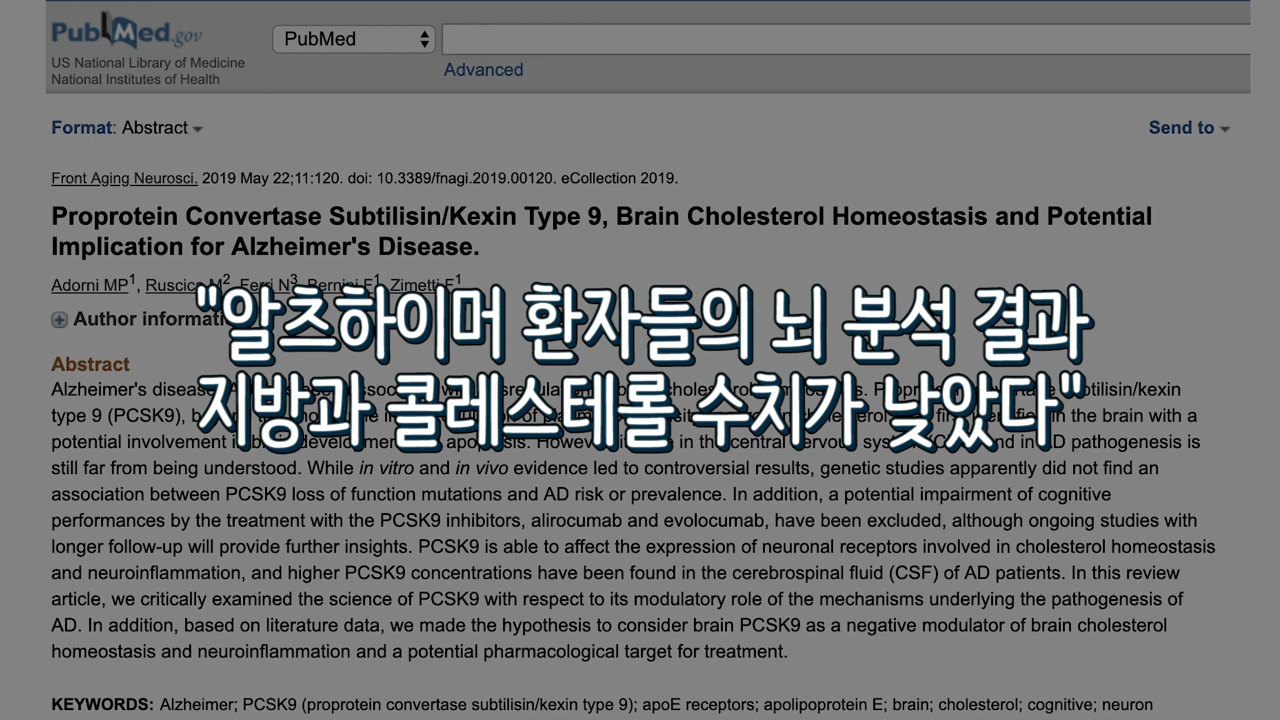 PubMed.gov
US National Library of Medicine
National Institutes of Health
PubMed
Advanced
Format: Abstract
Send to
Front Aging Neurosci. 2019 May 22;11:120. doi: 10.3389/fnagi.2019.00120. eCollection 2019.
Proprotein Convertase Subtilisin/Kexin Type 9, Brain Cholesterol Homeostasis and Potential
Implication for Alzheimer's Disease.
Adorni MP1, Ruscica M2, Ferri N3, Bernini F1, Zimetti F1.
Author informati
"알츠하이머 환자들의 뇌 분석 결과
지방과 콜레스테롤 수치가 낮았다"
Abstract
Alzheimer's disease
type 9 (PCSK9), in the brain with a
potential involvement in AD pathogenesis is
still far from being understood. While in vitro and in vivo evidence led to controversial results, genetic studies apparently did not find an
association between PCSK9 loss of function mutations and AD risk or prevalence. In addition, a potential impairment of cognitive
performances by the treatment with the PCSK9 inhibitors, alirocumab and evolocumab, have been excluded, although ongoing studies with
longer follow-up will provide further insights. PCSK9 is able to affect the expression of neuronal receptors involved in cholesterol homeostasis
and neuroinflammation, and higher PCSK9 concentrations have been found in the cerebrospinal fluid (CSF) of AD patients. In this review
article, we critically examined the science of PCSK9 with respect to its modulatory role of the mechanisms underlying the pathogenesis of
AD. In addition, based on literature data, we made the hypothesis to consider brain PCSK9 as a negative modulator of brain cholesterol
homeostasis and neuroinflammation and a potential pharmacological target for treatment.
KEYWORDS: Alzheimer; PCSK9 (proprotein convertase subtilisin/kexin type 9); apoE receptors; apolipoprotein E; brain; cholesterol; cognitive; neuron